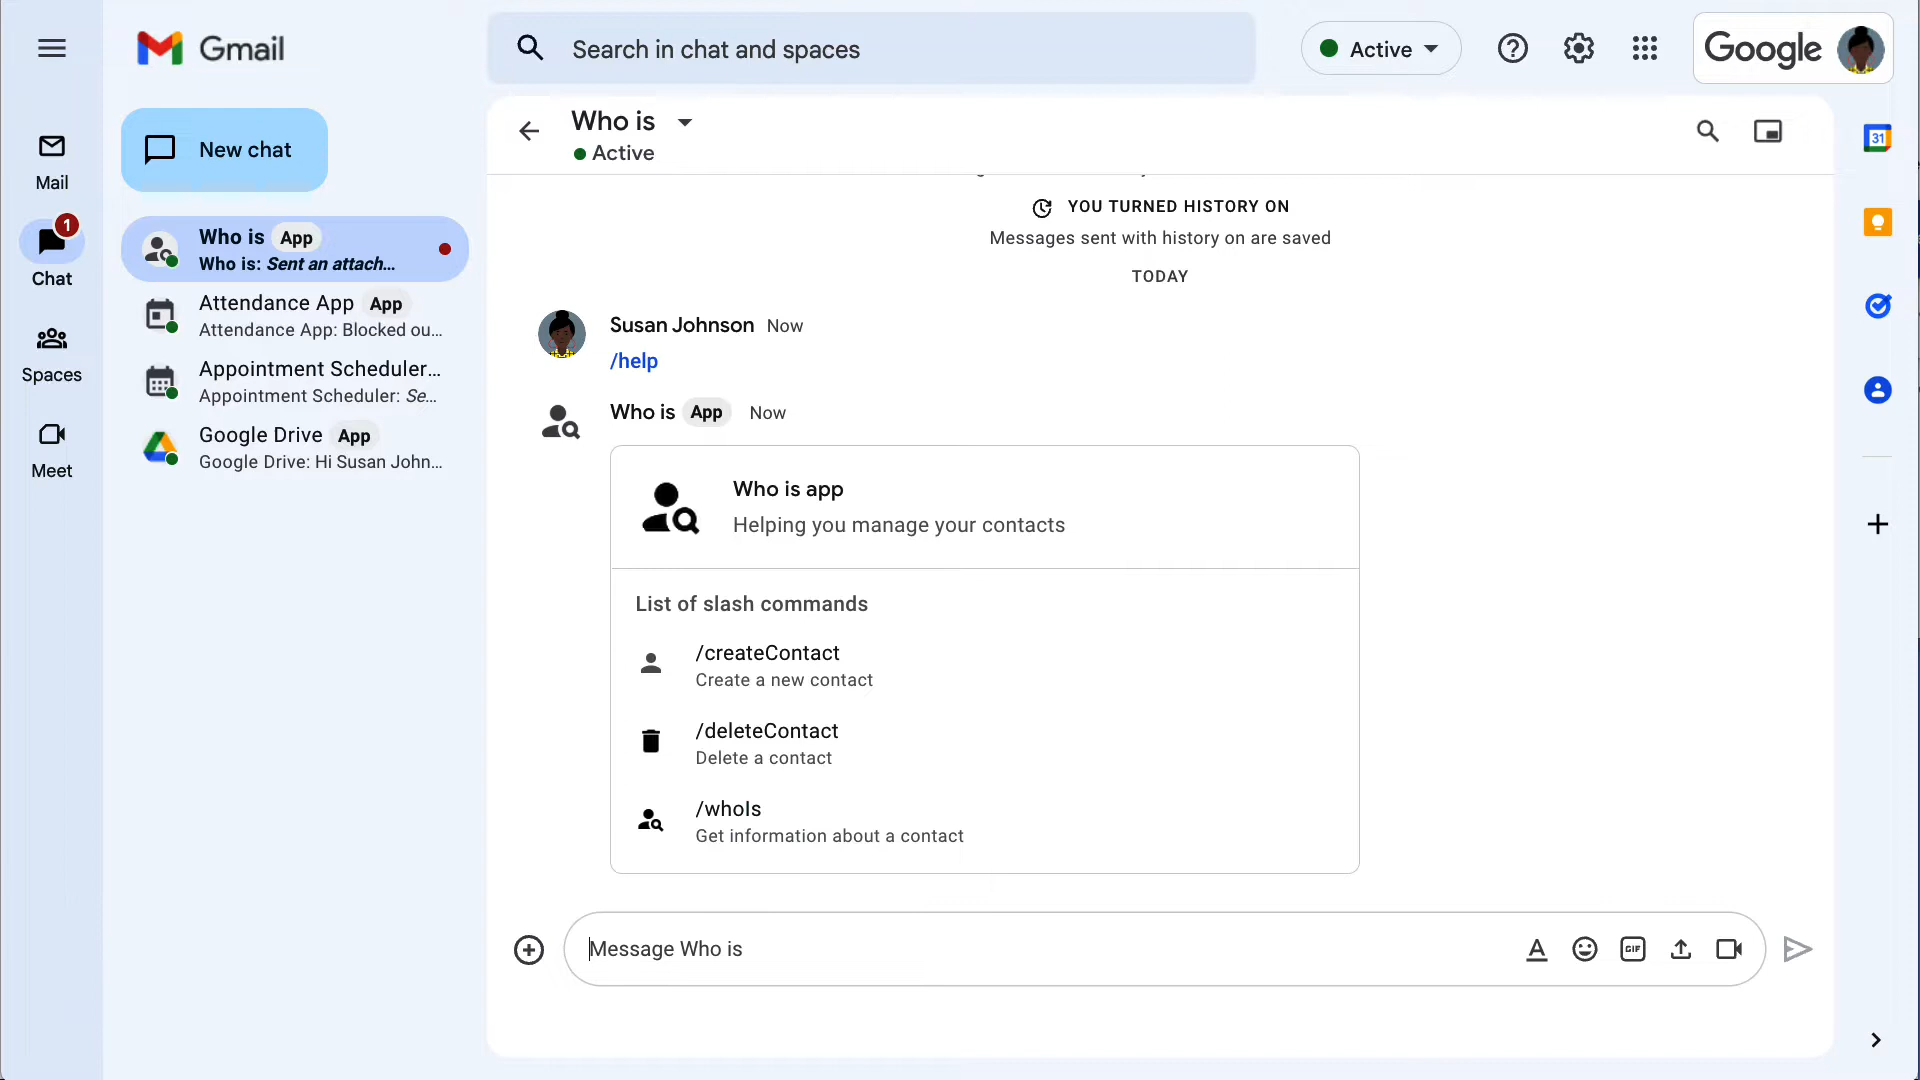 Gmail
Search in chat and spaces
Active
Google
Mail
1
Chat
Spaces
Meet
New chat
Who is App
Who is: Sent an attach...
Attendance App App
Attendance App: Blocked ou...
Appointment Scheduler...
Appointment Scheduler: Se...
Google Drive App
Google Drive: Hi Susan John...
Who is
Active
YOU TURNED HISTORY ON
Messages sent with history on are saved
TODAY
Susan Johnson Now
/help
Who is App Now
Who is app
Helping you manage your contacts
List of slash commands
/createContact
Create a new contact
/deleteContact
Delete a contact
/whoIs
Get information about a contact
Message Who is
GIF
31